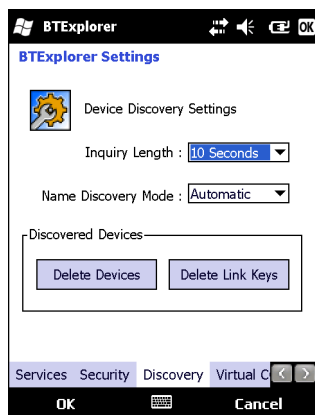 BTExplorer OK
BTExplorer Settings
Device Discovery Settings
Inquiry Length : 10 Seconds
Name Discovery Mode : Automatic
Discovered Devices
Delete Devices Delete Link Keys
Services Security Discovery Virtual C
OK Cancel